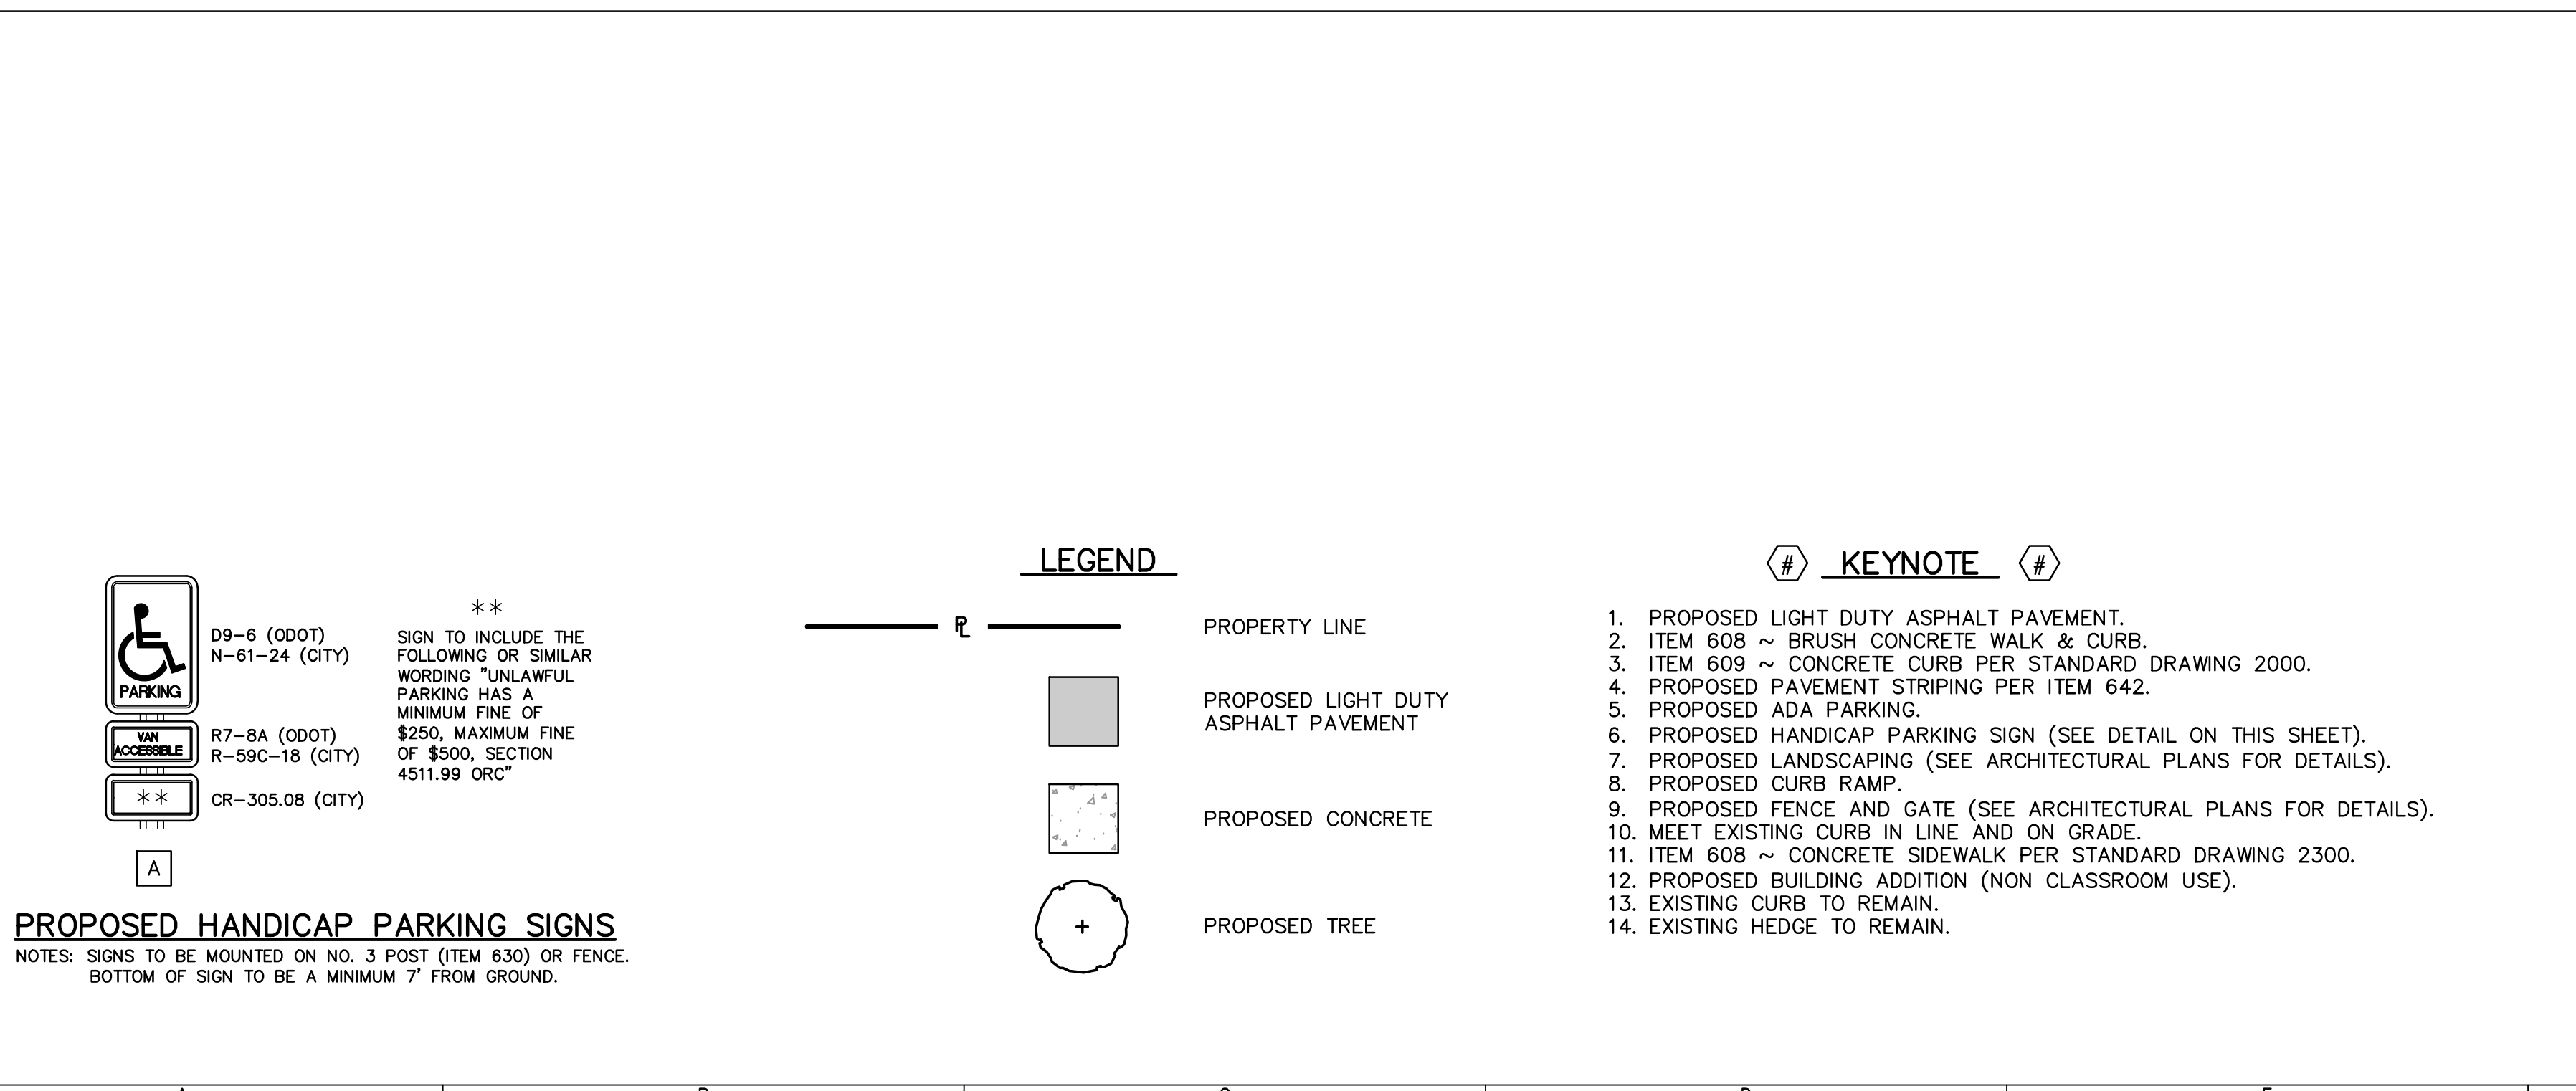 PARKING
VAN
ACCESSIBLE
**
A
D9-6 (ODOT)
N-61-24 (CITY)
R7-8A (ODOT)
R-59C-18 (CITY)
CR-305.08 (CITY)
**
SIGN TO INCLUDE THE
FOLLOWING OR SIMILAR
WORDING "UNLAWFUL
PARKING HAS A
MINIMUM FINE OF
$250, MAXIMUM FINE
OF $500, SECTION
4511.99 ORC"
PROPOSED HANDICAP PARKING SIGNS
NOTES: SIGNS TO BE MOUNTED ON NO. 3 POST (ITEM 630) OR FENCE.
BOTTOM OF SIGN TO BE A MINIMUM 7' FROM GROUND.
LEGEND
PL
PROPERTY LINE
PROPOSED LIGHT DUTY
ASPHALT PAVEMENT
PROPOSED CONCRETE
PROPOSED TREE
# KEYNOTE #
1. PROPOSED LIGHT DUTY ASPHALT PAVEMENT.
2. ITEM 608 ~ BRUSH CONCRETE WALK & CURB.
3. ITEM 609 ~ CONCRETE CURB PER STANDARD DRAWING 2000.
4. PROPOSED PAVEMENT STRIPING PER ITEM 642.
5. PROPOSED ADA PARKING.
6. PROPOSED HANDICAP PARKING SIGN (SEE DETAIL ON THIS SHEET).
7. PROPOSED LANDSCAPING (SEE ARCHITECTURAL PLANS FOR DETAILS).
8. PROPOSED CURB RAMP.
9. PROPOSED FENCE AND GATE (SEE ARCHITECTURAL PLANS FOR DETAILS).
10. MEET EXISTING CURB IN LINE AND ON GRADE.
11. ITEM 608 ~ CONCRETE SIDEWALK PER STANDARD DRAWING 2300.
12. PROPOSED BUILDING ADDITION (NON CLASSROOM USE).
13. EXISTING CURB TO REMAIN.
14. EXISTING HEDGE TO REMAIN.